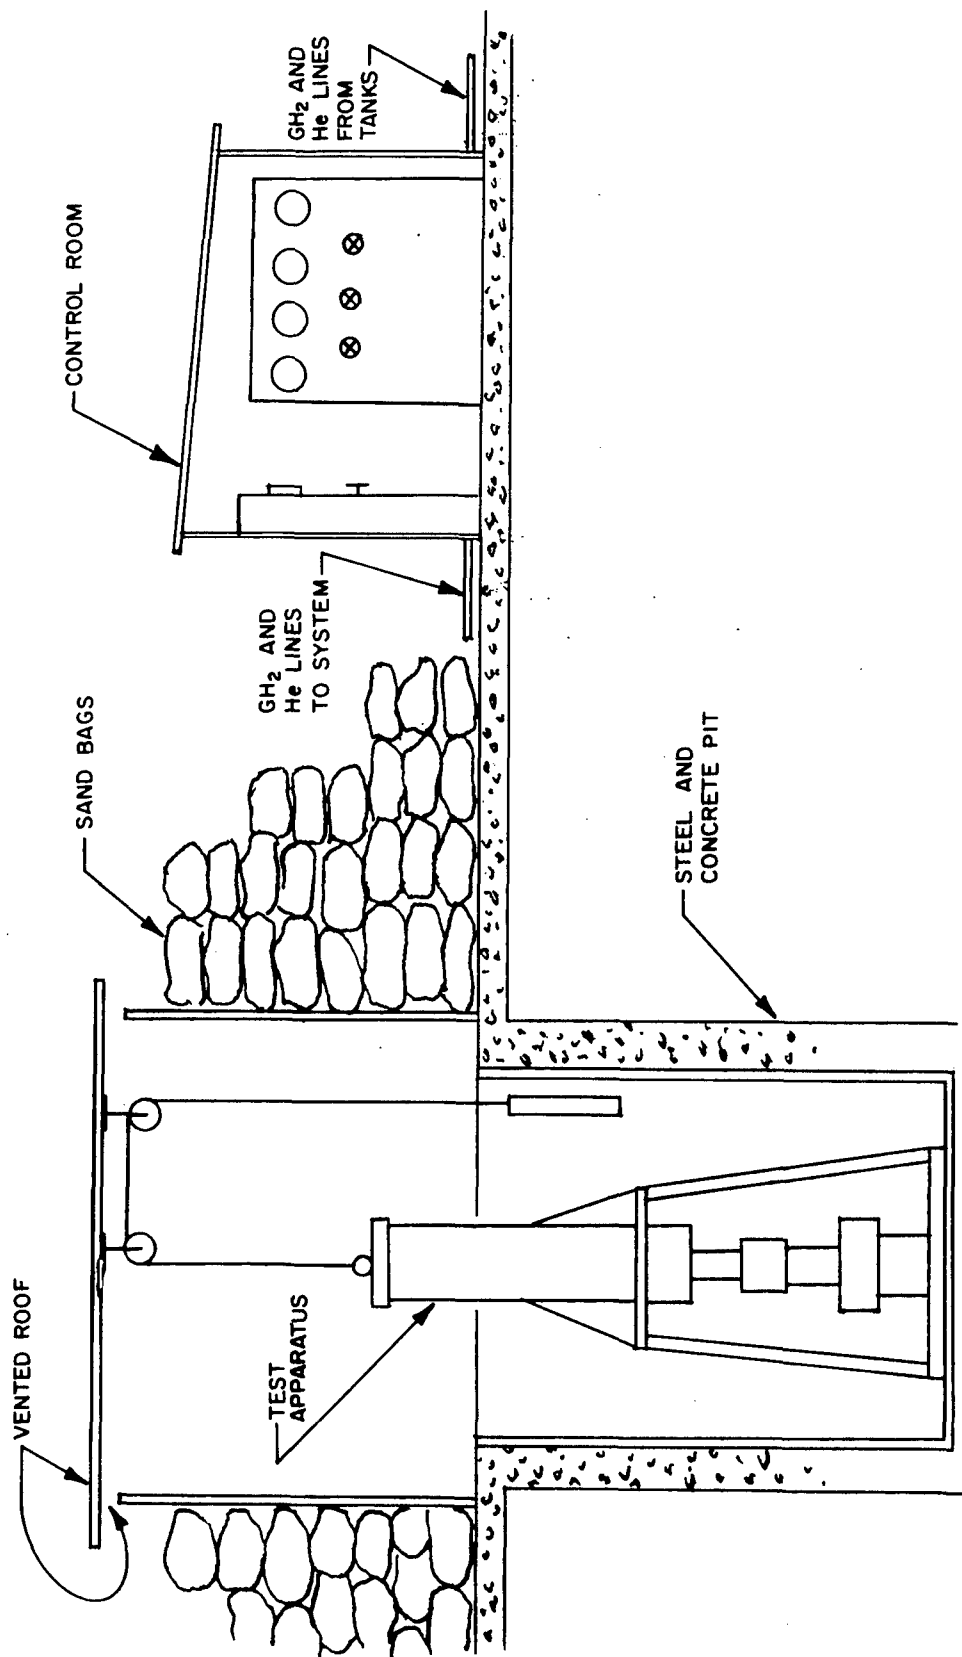 VENTED ROOF
TEST
APPARATUS
SAND BAGS
GH2 AND
He LINES
TO SYSTEM
CONTROL ROOM
GH2 AND
He LINES
FROM
TANKS
STEEL AND
CONCRETE PIT